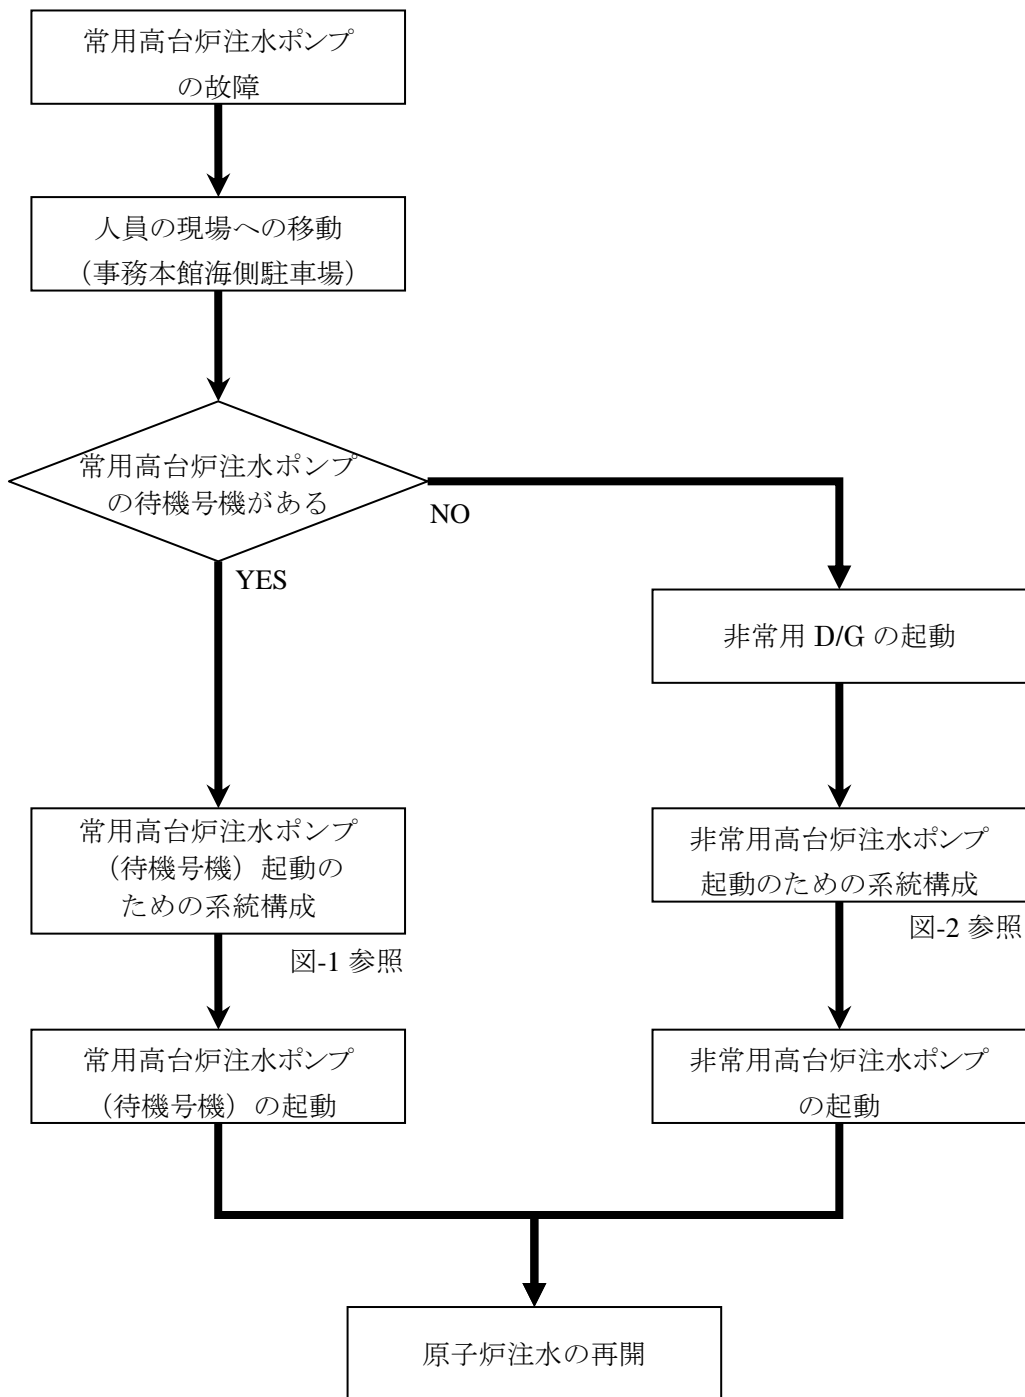 常用高台炉注水ポンプ
の故障
人員の現場への移動
（事務本館海側駐車場）
常用高台炉注水ポンプ
の待機号機がある
NO
YES
非常用 D/G の起動
常用高台炉注水ポンプ
（待機号機）起動の
ための系統構成
図-1 参照
非常用高台炉注水ポンプ
起動のための系統構成
図-2 参照
常用高台炉注水ポンプ
（待機号機）の起動
非常用高台炉注水ポンプ
の起動
原子炉注水の再開